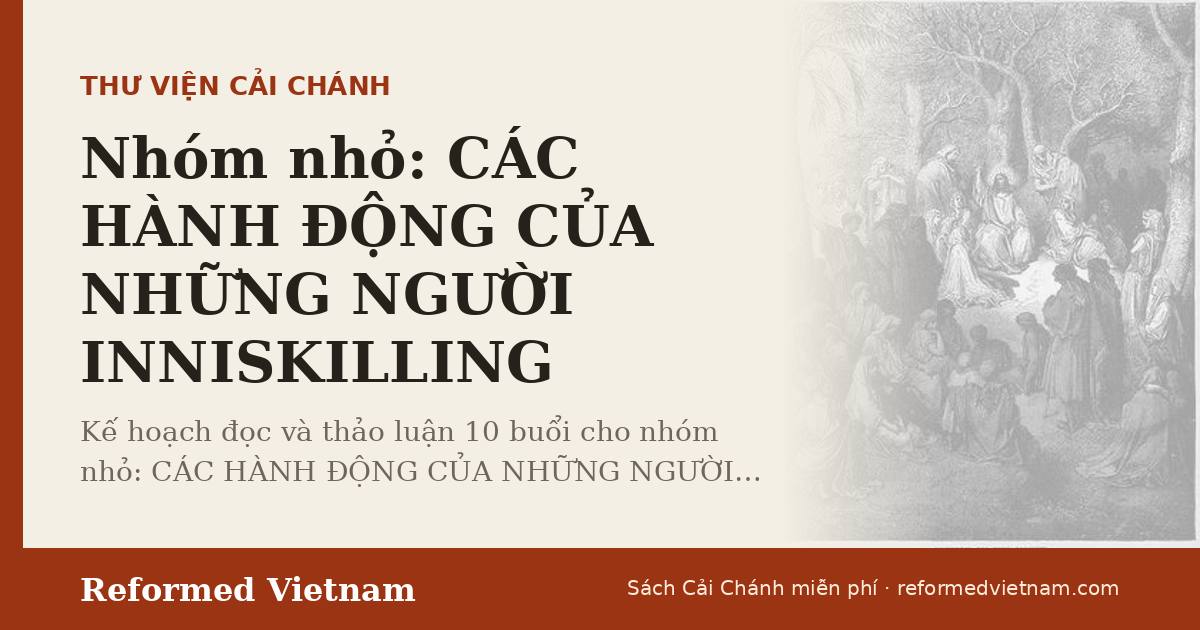 THƯ VIỆN CẢI CHÁNH
Nhóm nhỏ: CÁC
HÀNH ĐỘNG CỦA
NHỮNG NGƯỜI
INNISKILLING
Kế hoạch đọc và thảo luận 10 buổi cho nhóm
nhỏ: CÁC HÀNH ĐỘNG CỦA NHỮNG NGƯỜI…
Reformed Vietnam
Sách Cải Chánh miễn phí · reformedvietnam.com